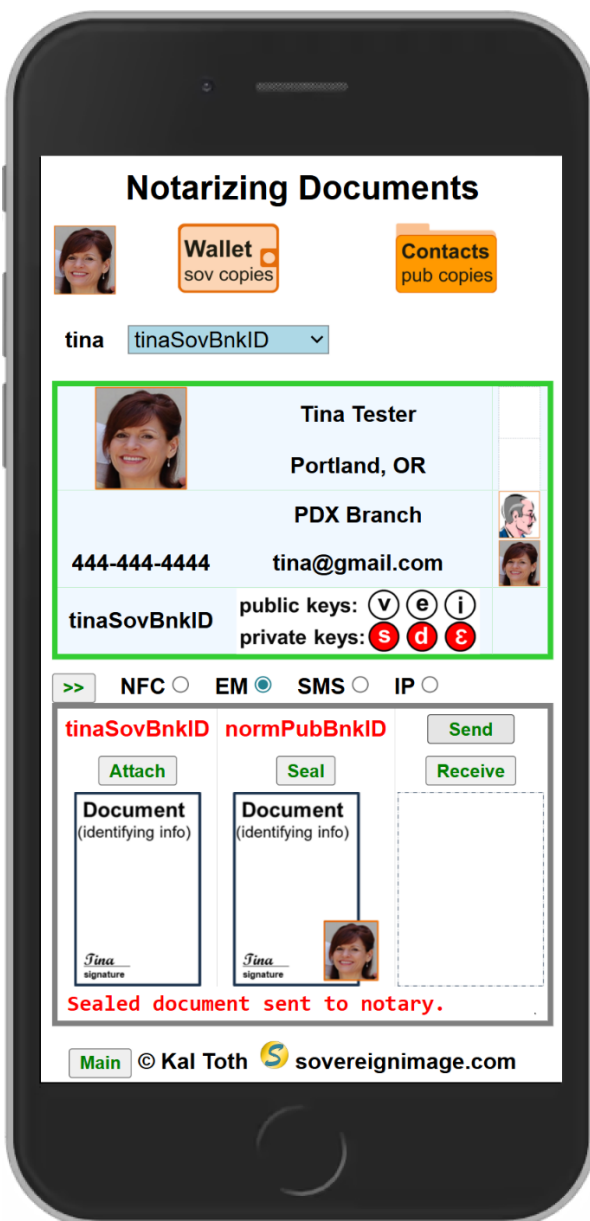 Notarizing Documents
Wallet
sov copies
Contacts
pub copies
tina tinaSovBnkID
Tina Tester
Portland, OR
PDX Branch
444-444-4444 tina@gmail.com
tinaSovBnkID
public keys: v e i
private keys: s d ε
>> NFC EM SMS IP
tinaSovBnkID normPubBnkID Send
Attach Seal Receive
Document
(identifying info)
Tina
signature
Document
(identifying info)
Tina
signature
Sealed document sent to notary.
Main © Kal Toth S sovereignimage.com